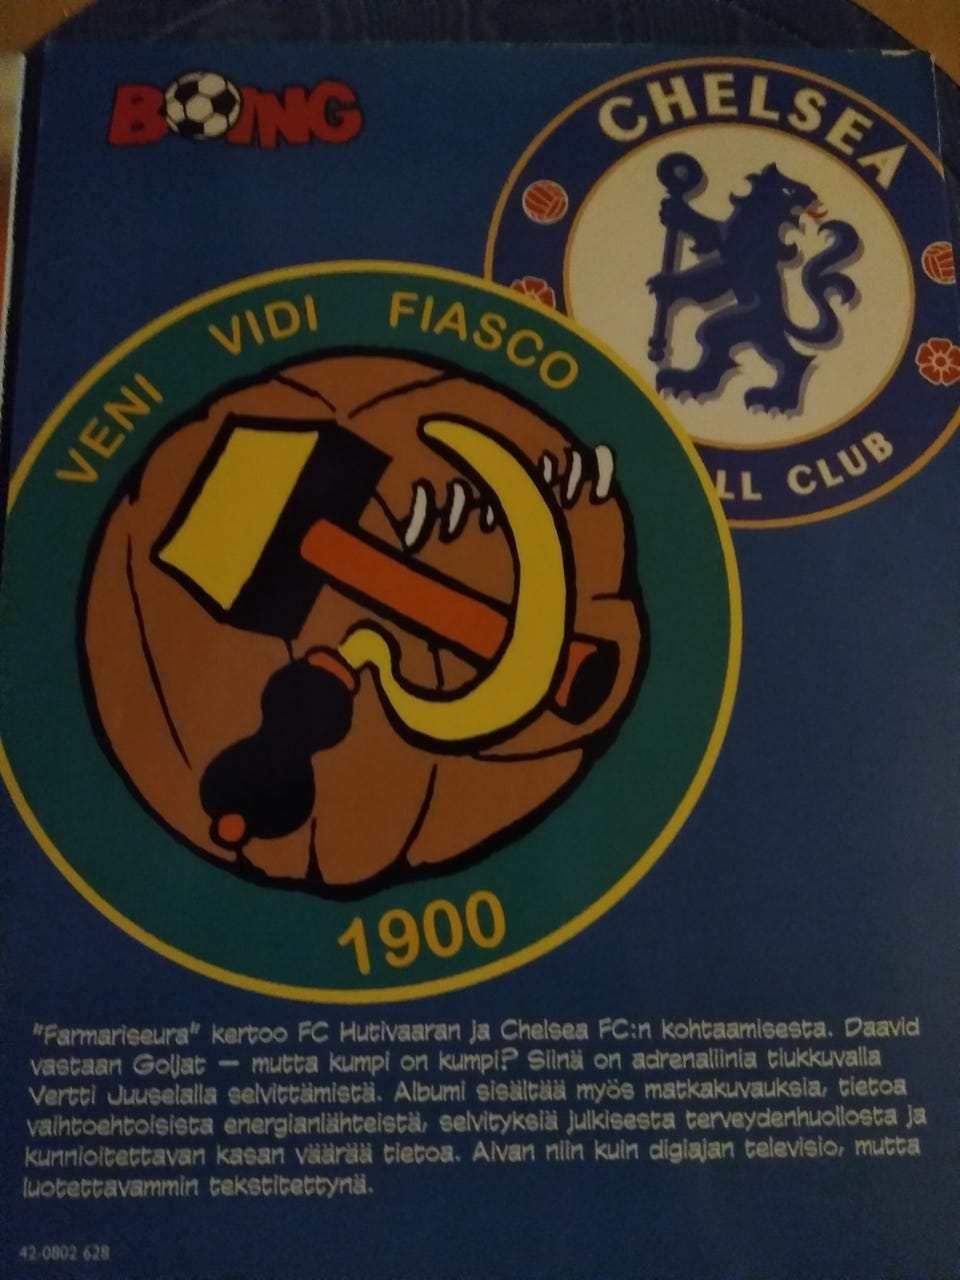 BOING
CHELSEA
LL CLUB
VENI VIDI FIASCO
1900
"Farmariseura" kertoo FC Hutivaaran ja Chelsea FC:n kohtaamisesta. Daavid
vastaan Goljat – mutta kumpi on kumpi? Siinä on adrenaliinia tiukkuvalla
Vertti Juuselalla selvittämistä. Albumi sisältää myös matkakuvauksia, tietoa
vaihtoehtoisista energianlähteistä, selvityksiä julkisesta terveydenhuollosta ja
kunnioitettavan kasan väärää tietoa. Aivan niin kuin digiajan televisio, mutta
luotettavammin tekstitettynä.
42-0802 628